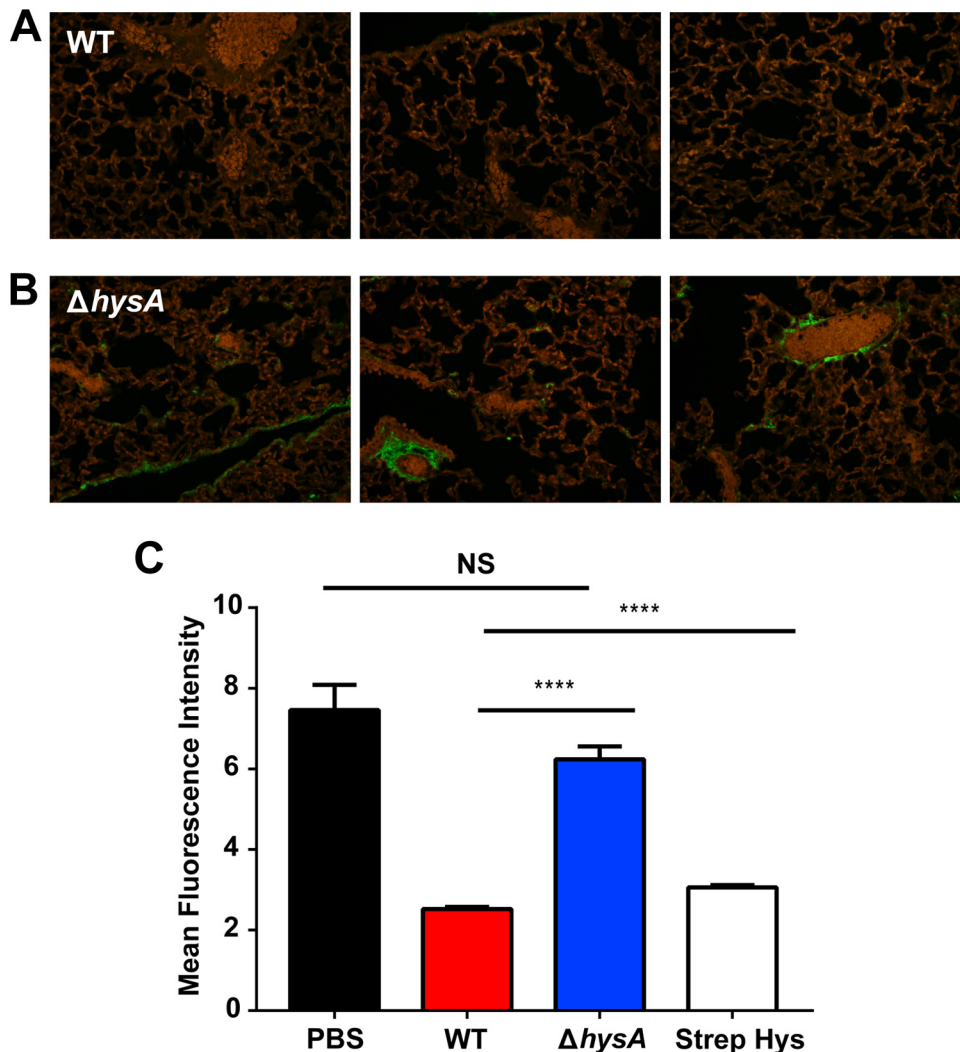 A
WT
B
ΔhysA
C
NS
****
****
Mean Fluorescence Intensity
10
8
6
4
2
0
PBS WT ΔhysA Strep Hys